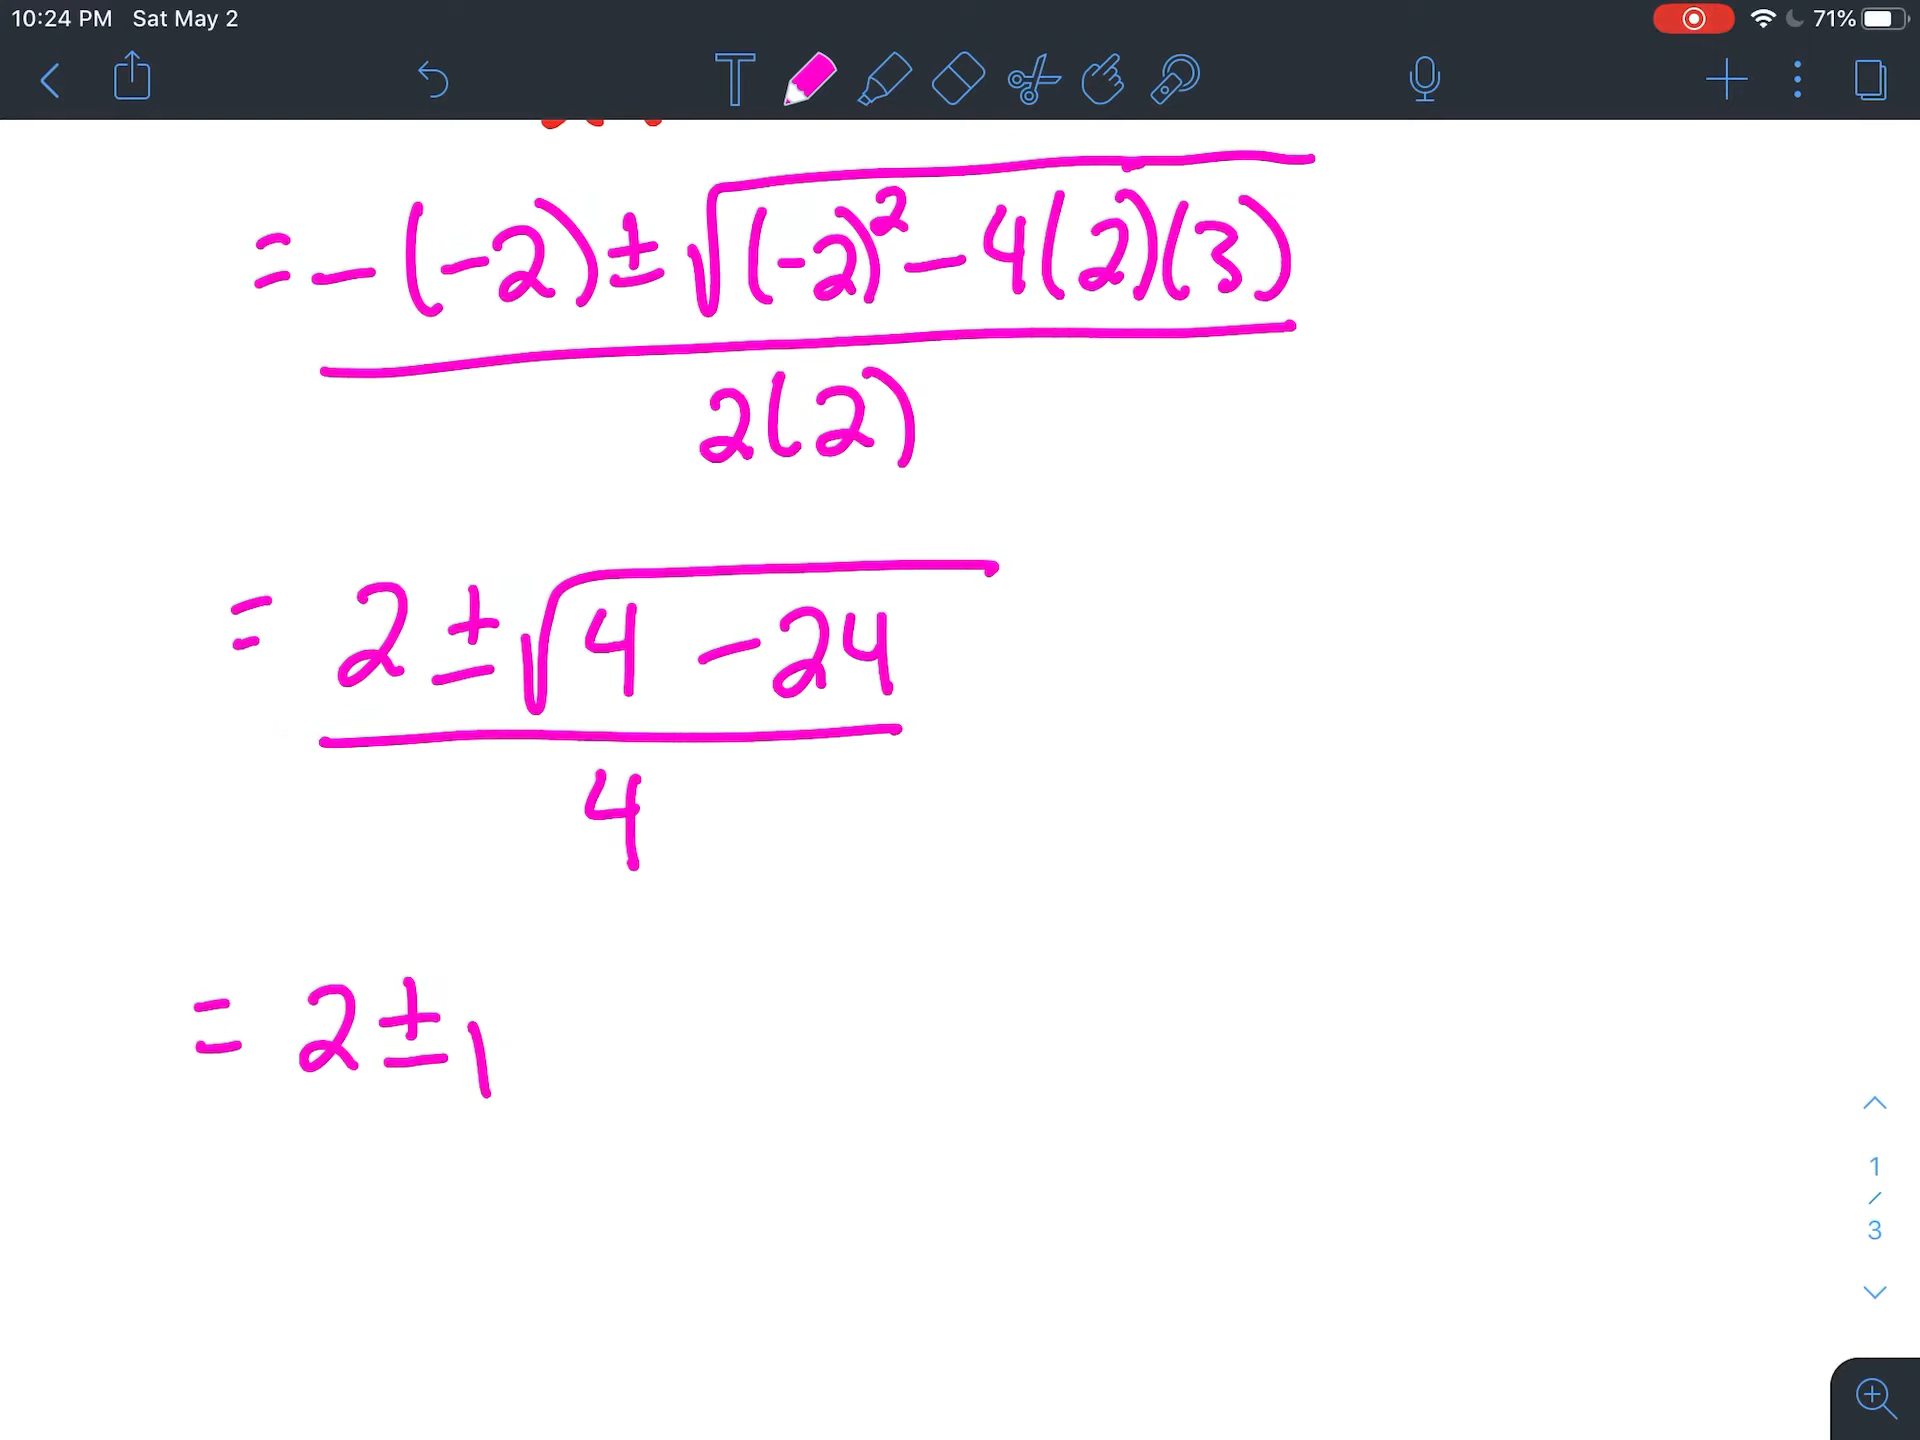 10:24 PM Sat May 2
71%
T
= -(-2) ± √((-2)² - 4(2)(3))
2(2)
= 2 ± √(4 - 24)
4
= 2 ±
1
/
3